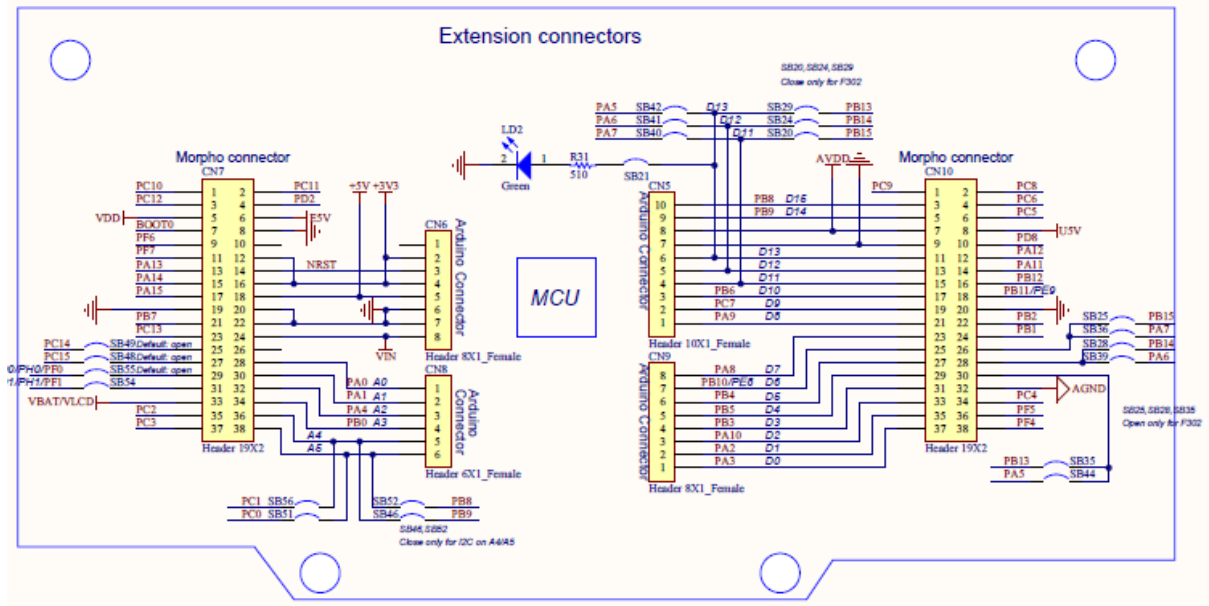 Extension connectors
SB20,SB24,SB29
Close only for F302
PA5 SB42 D13 SB29 PB13
PA6 SB41 D12 SB24 PB14
PA7 SB40 D11 SB20 PB15
LD2
2 1 R31
510
Green
SB21
AVDD
Morpho connector
CN7
PC10 1 2 PC11
PC12 3 4 PD2
VDD 5 6 E5V
BOOT0 7 8
PF6 9 10
PF7 11 12
PA13 13 14 NRST
PA14 15 16
PA15 17 18
19 20
PB7 21 22
PC13 23 24
PC14 SB49 Default: open 25 26
PC15 SB48 Default: open 27 28
0/PH0/PF0 SB55 Default: open 29 30
/PH1/PF1 SB54 31 32
VBAT/VLCD 33 34
PC2 35 36
PC3 37 38
Header 19X2
+5V +3V3
CN6
1
2
3
4
5
6
7
8
VIN
Header 8X1_Female
Arduino Connector
CN8
PA0 A0 1
PA1 A1 2
PA4 A2 3
PB0 A3 4
A4 5
A5 6
Header 6X1_Female
Arduino
Connector
PC1 SB56
PC0 SB51
SB52 PB8
SB46 PB9
SB46,SB52
Close only for I2C on A4/A5
MCU
CN5
10 PB8 D15
9 PB9 D14
8
7
6 D13
5 D12
4 D11
3 PB6 D10
2 PC7 D9
1 PA9 D8
Header 10X1_Female
Arduino Connector
CN9
8 PA8 D7
7 PB10/PE8 D6
6 PB4 D5
5 PB5 D4
4 PB3 D3
3 PA10 D2
2 PA2 D1
1 PA3 D0
Header 8X1_Female
Arduino Connector
Morpho connector
CN10
PC9 1 2 PC8
3 4 PC6
5 6 PC5
7 8 U5V
9 10 PD8
11 12 PA12
13 14 PA11
15 16 PB12
17 18 PB11/PE9
19 20
21 22 PB2
23 24 PB1
25 26
27 28
29 30
31 32 AGND
33 34 PC4
35 36 PF5
37 38 PF4
Header 19X2
SB25 PB15
SB36 PA7
SB28 PB14
SB39 PA6
SB25,SB28,SB35
Open only for F302
PB13 SB35
PA5 SB44